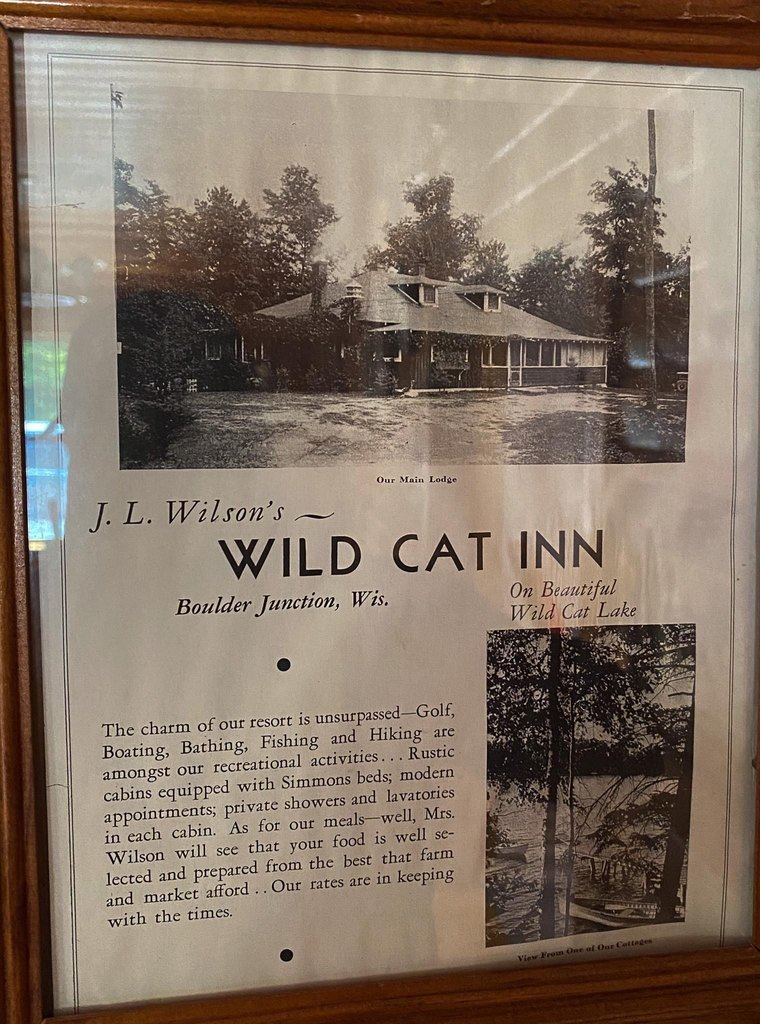 Our Main Lodge
J. L. Wilson's ~
WILD CAT INN
Boulder Junction, Wis.
On Beautiful
Wild Cat Lake
The charm of our resort is unsurpassed—Golf,
Boating, Bathing, Fishing and Hiking are
amongst our recreational activities . . . Rustic
cabins equipped with Simmons beds; modern
appointments; private showers and lavatories
in each cabin. As for our meals—well, Mrs.
Wilson will see that your food is well se-
lected and prepared from the best that farm
and market afford . . Our rates are in keeping
with the times.
View From One of Our Cottages